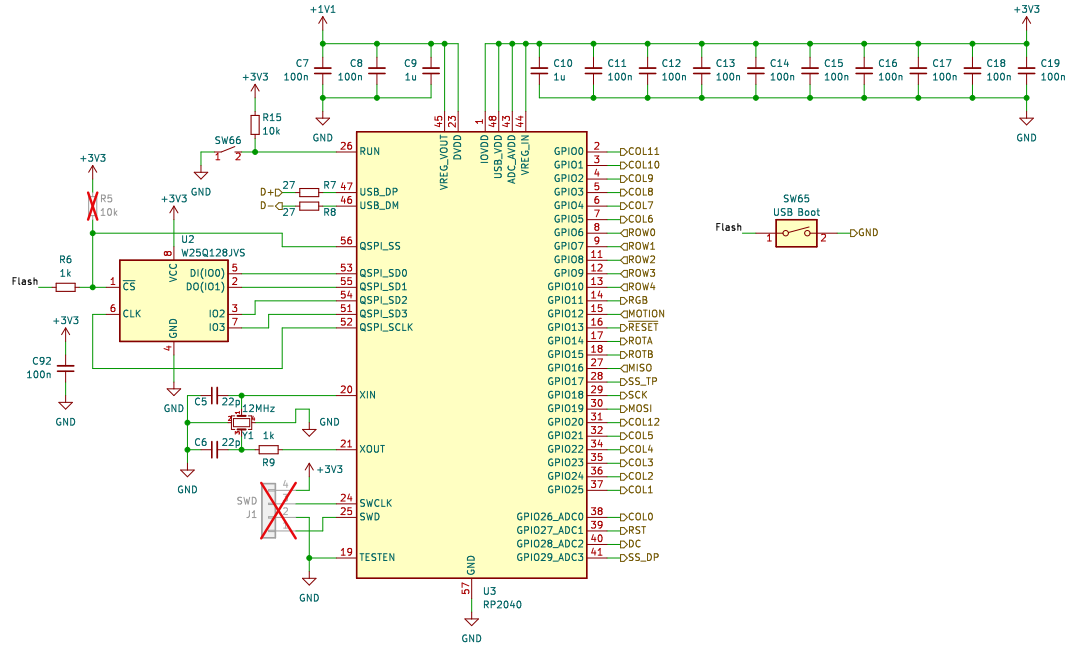 +1V1
+3V3
C7
100n
C8
100n
C9
1u
C10
1u
C11
100n
C12
100n
C13
100n
C14
100n
C15
100n
C16
100n
C17
100n
C18
100n
C19
100n
GND
GND
+3V3
R15
10k
SW66
1 2
GND
45 23 1 48 43 44
VREG_VOUT
DVDD
IOVDD
USB_VDD
ADC_AVDD
VREG_IN
26 RUN
D+ 27 R7 47 USB_DP
D- 27 R8 46 USB_DM
56 QSPI_SS
53 QSPI_SD0
55 QSPI_SD1
54 QSPI_SD2
51 QSPI_SD3
52 QSPI_SCLK
20 XIN
21 XOUT
24 SWCLK
25 SWD
19 TESTEN
GPIO0 2 COL11
GPIO1 3 COL10
GPIO2 4 COL9
GPIO3 5 COL8
GPIO4 6 COL7
GPIO5 7 COL6
GPIO6 8 ROW0
GPIO7 9 ROW1
GPIO8 11 ROW2
GPIO9 12 ROW3
GPIO10 13 ROW4
GPIO11 14 RGB
GPIO12 15 MOTION
GPIO13 16 RESET
GPIO14 17 ROTA
GPIO15 18 ROTB
GPIO16 27 MISO
GPIO17 28 SS_TP
GPIO18 29 SCK
GPIO19 30 MOSI
GPIO20 31 COL12
GPIO21 32 COL5
GPIO22 34 COL4
GPIO23 35 COL3
GPIO24 36 COL2
GPIO25 37 COL1
GPIO26_ADC0 38 COL0
GPIO27_ADC1 39 RST
GPIO28_ADC2 40 DC
GPIO29_ADC3 41 SS_DP
GND
57
U3
RP2040
GND
+3V3
R5
10k
+3V3
U2
W25Q128JVS
8
VCC
R6
1k
Flash
1 CS
6 CLK
DI(IO0) 5
DO(IO1) 2
IO2 3
IO3 7
GND
4
GND
+3V3
C92
100n
GND
C5 22p
12MHz
1
2
3
4
Y1
GND
C6 22p
1k
R9
GND
+3V3
SWD
J1
4
3
2
1
GND
SW65
USB Boot
Flash 1 2 GND